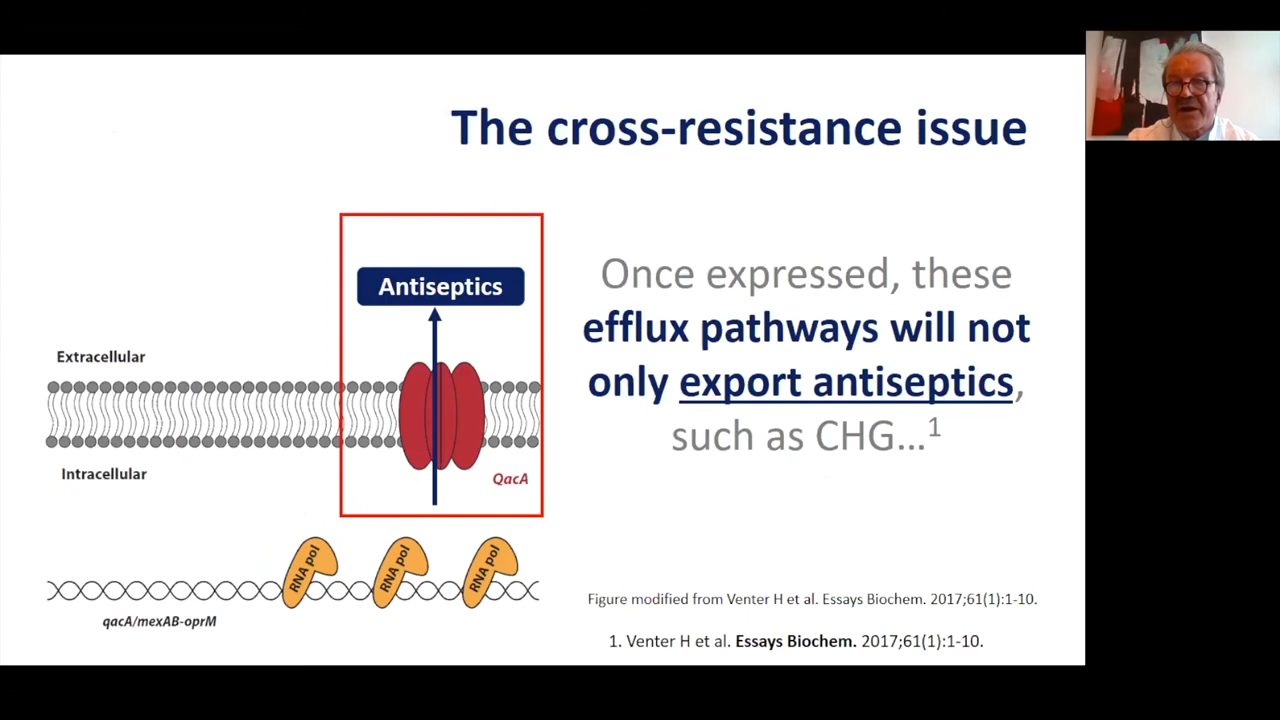 The cross-resistance issue
Antiseptics
Once expressed, these
efflux pathways will not
only export antiseptics,
such as CHG…¹
Extracellular
Intracellular
QacA
RNA pol
RNA pol
RNA pol
qacA/mexAB-oprM
Figure modified from Venter H et al. Essays Biochem. 2017;61(1):1-10.
1. Venter H et al. Essays Biochem. 2017;61(1):1-10.